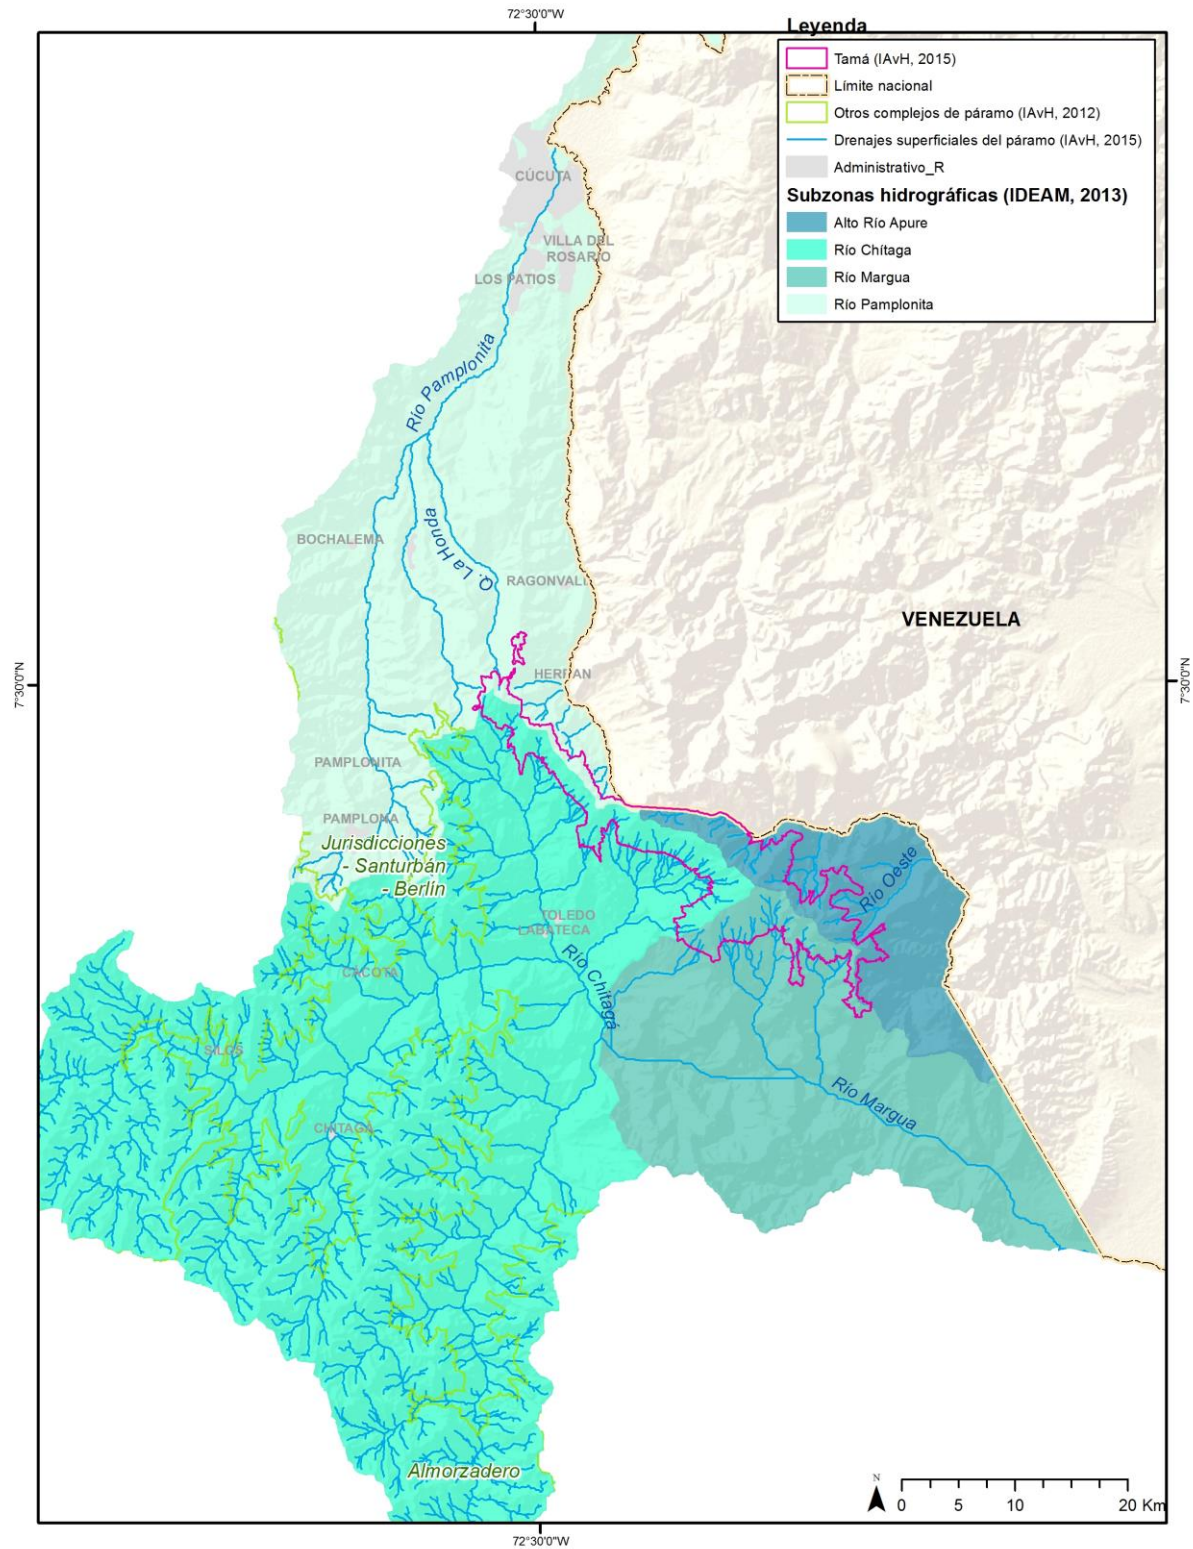 72°30'0"W
Leyenda
Tamá (IAvH, 2015)
Límite nacional
Otros complejos de páramo (IAvH, 2012)
Drenajes superficiales del páramo (IAvH, 2015)
Administrativo_R
Subzonas hidrográficas (IDEAM, 2013)
Alto Río Apure
Río Chítaga
Río Margua
Río Pamplonita
CÚCUTA
VILLA DEL
ROSARIO
LOS PATIOS
Río Pamplonita
BOCHALEMA
Q. La Honda
RAGONVALI
VENEZUELA
HERRAN
7°30'0"N
7°30'0"N
PAMPLONITA
PAMPLONA
Jurisdicciones
- Santurbán
- Berlín
Río Oeste
TOLEDO
LABATECA
Río Chitagá
CACOTA
SILOS
Río Margua
CHITAGÁ
Almorzadero
N
0 5 10 20 Km
72°30'0"W